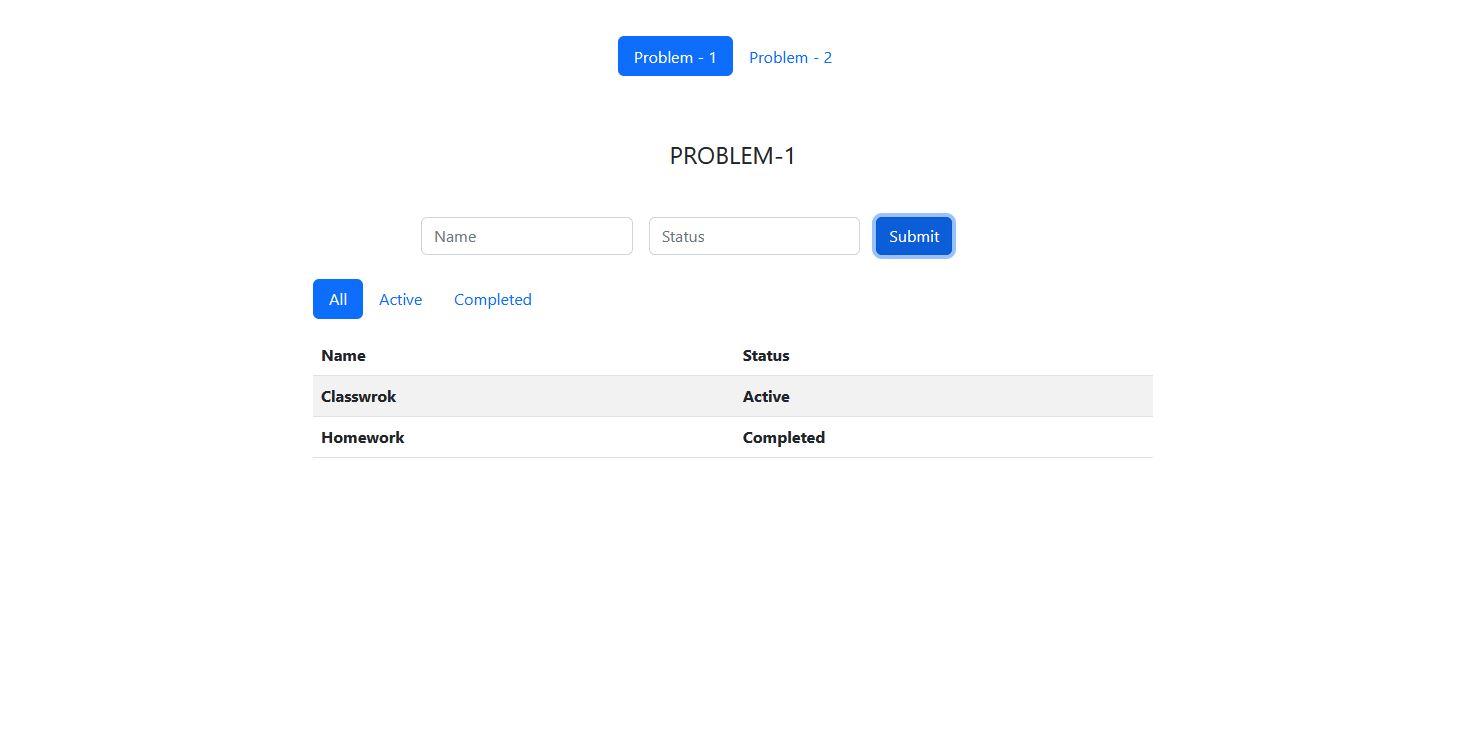 Problem - 1 Problem - 2
PROBLEM-1
Name Status Submit
All Active Completed
Name Status
Classwrok Active
Homework Completed